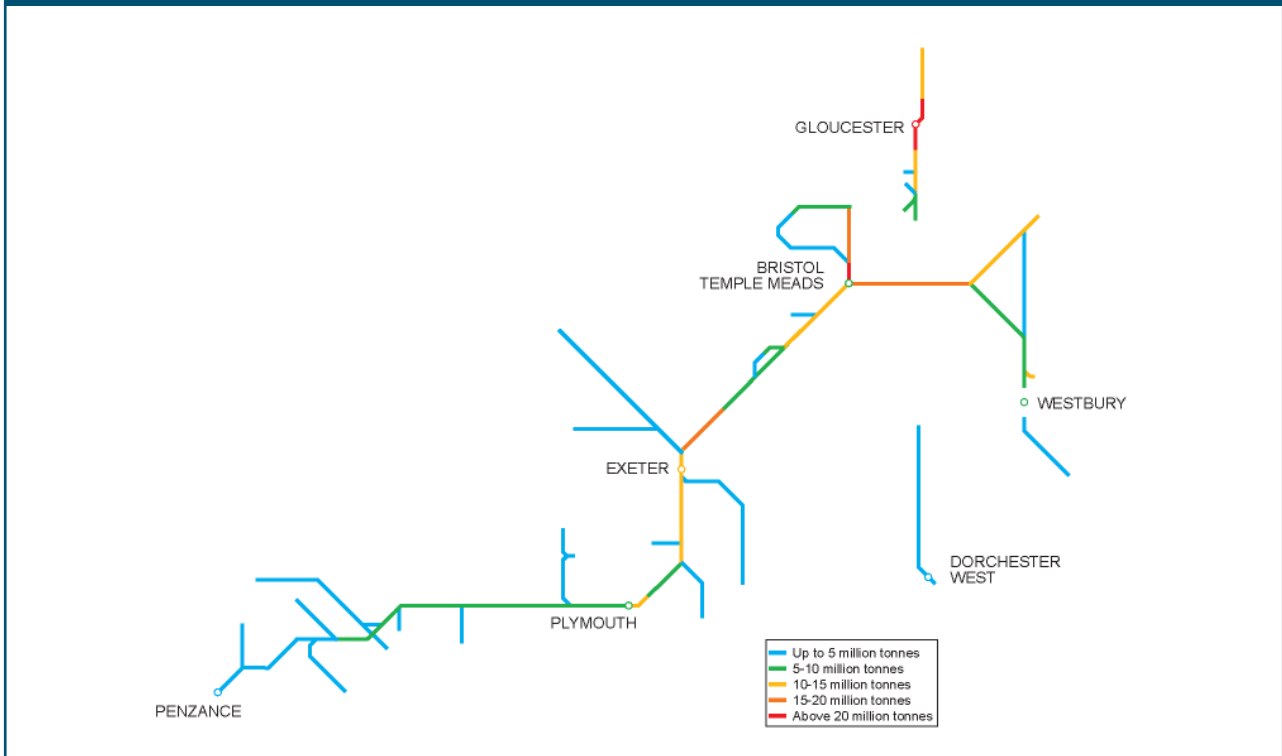 GLOUCESTER
BRISTOL
TEMPLE MEADS
WESTBURY
EXETER
DORCHESTER
WEST
PLYMOUTH
PENZANCE
Up to 5 million tonnes
5-10 million tonnes
10-15 million tonnes
15-20 million tonnes
Above 20 million tonnes